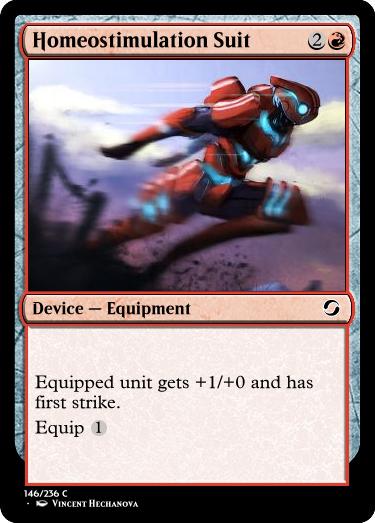 Homeostimulation Suit 2
Device — Equipment
Equipped unit gets +1/+0 and has
first strike.
Equip 1
146/236 C
· Vincent Hechanova